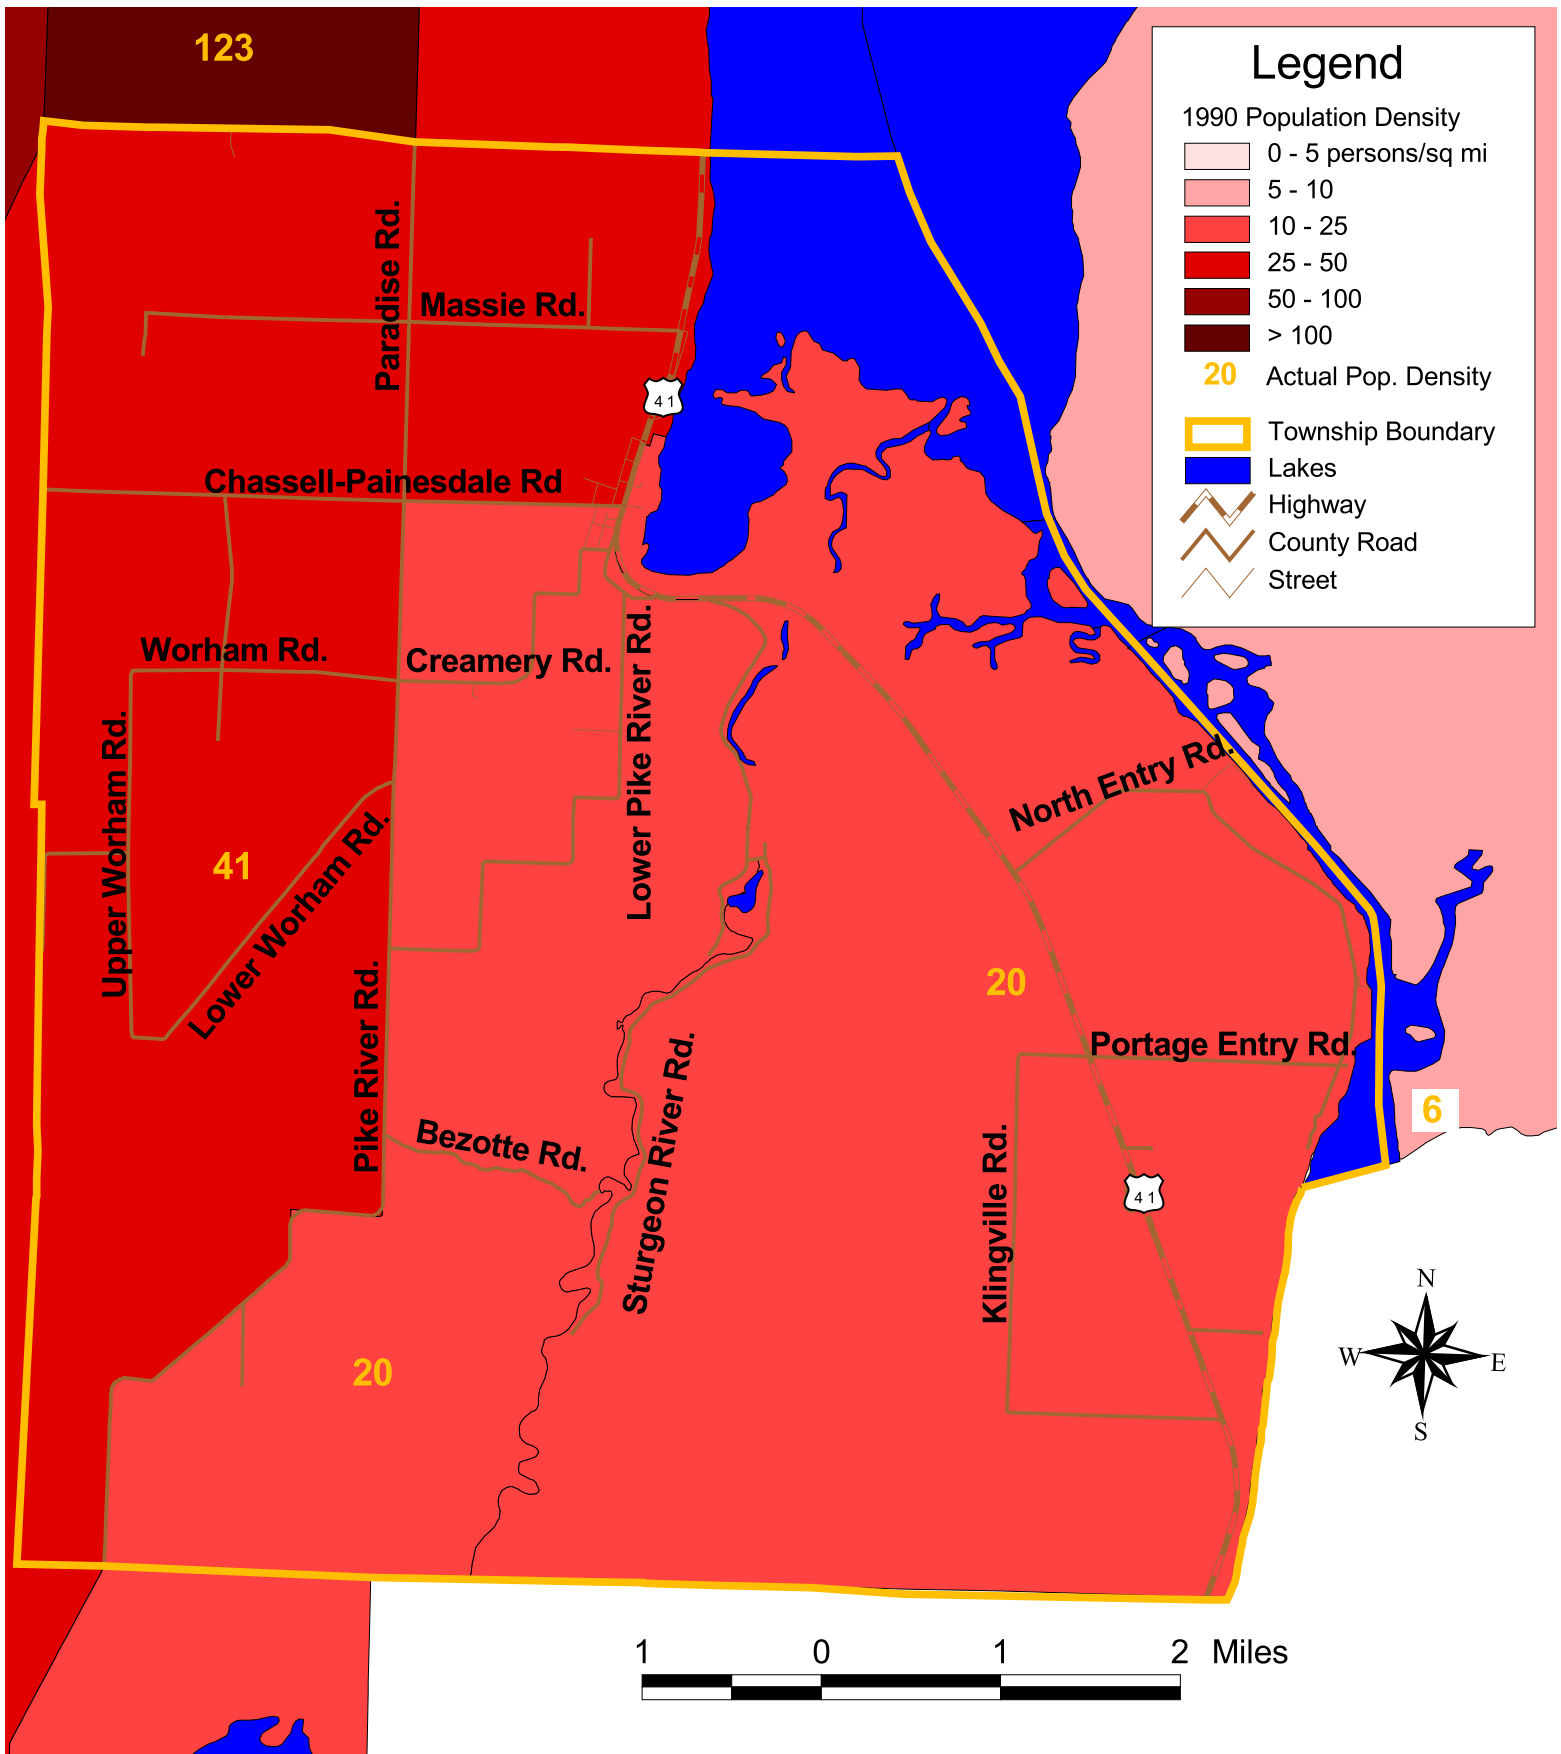 123
Legend
1990 Population Density
0 - 5 persons/sq mi
5 - 10
10 - 25
25 - 50
50 - 100
> 100
20 Actual Pop. Density
Township Boundary
Lakes
Highway
County Road
Street
Paradise Rd.
Massie Rd.
41
Chassell-Painesdale Rd
Worham Rd.
Creamery Rd.
Lower Pike River Rd.
Upper Worham Rd.
Lower Worham Rd.
41
North Entry Rd.
20
Pike River Rd.
Portage Entry Rd.
Sturgeon River Rd.
Bezotte Rd.
6
Klingville Rd.
41
20
N
W E
S
1 0 1 2 Miles